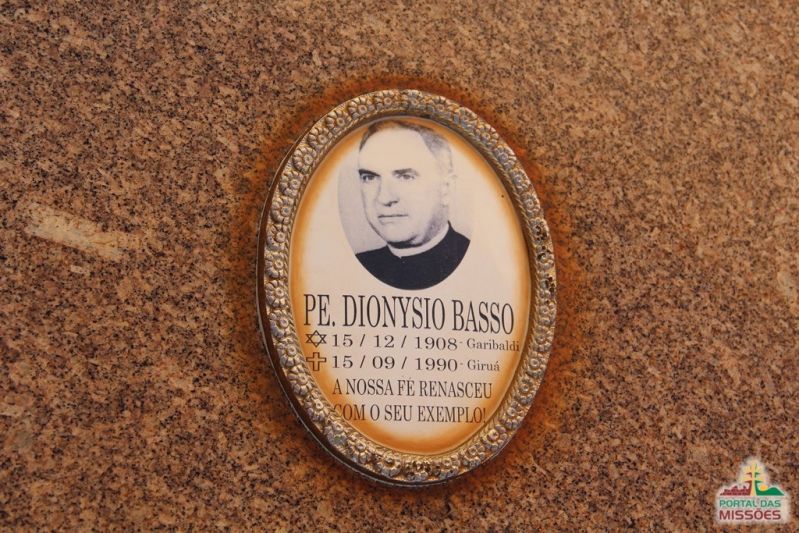 PE. DIONYSIO BASSO
✡ 15 / 12 / 1908 - Garibaldi
✝ 15 / 09 / 1990 - Giruá
A NOSSA FÉ RENASCEU
COM O SEU EXEMPLO!
PORTAL DAS
MISSÕES